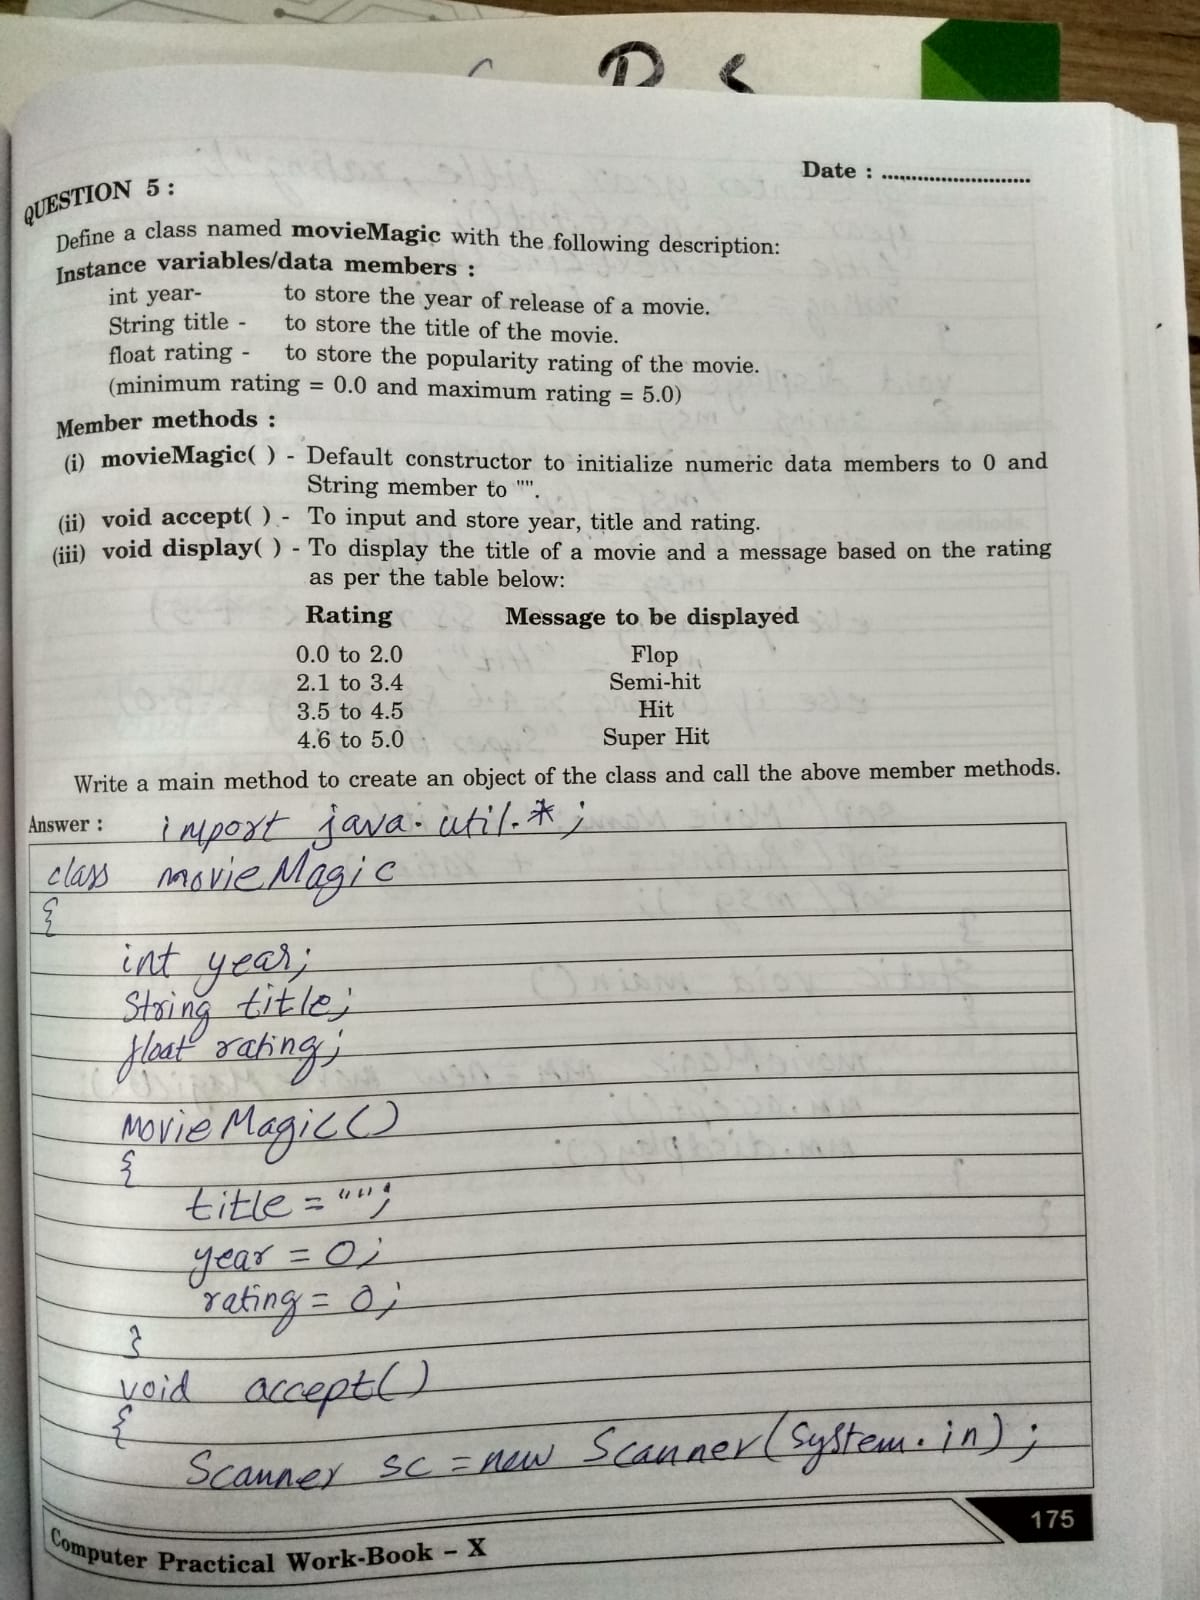 Date : ............................
QUESTION 5 :
Define a class named movieMagic with the following description:
Instance variables/data members :
int year- to store the year of release of a movie.
String title - to store the title of the movie.
float rating - to store the popularity rating of the movie.
(minimum rating = 0.0 and maximum rating = 5.0)
Member methods :
(i) movieMagic( ) - Default constructor to initialize numeric data members to 0 and
String member to "".
(ii) void accept( ) - To input and store year, title and rating.
(iii) void display( ) - To display the title of a movie and a message based on the rating
as per the table below:
Rating Message to be displayed
0.0 to 2.0 Flop
2.1 to 3.4 Semi-hit
3.5 to 4.5 Hit
4.6 to 5.0 Super Hit
Write a main method to create an object of the class and call the above member methods.
Answer : import java.util.*;
class movieMagic
{
int year;
String title;
float rating;
movieMagic()
{
title = "";
year = 0;
rating = 0;
}
void accept()
{
Scanner sc = new Scanner(System.in);
Computer Practical Work-Book – X
175